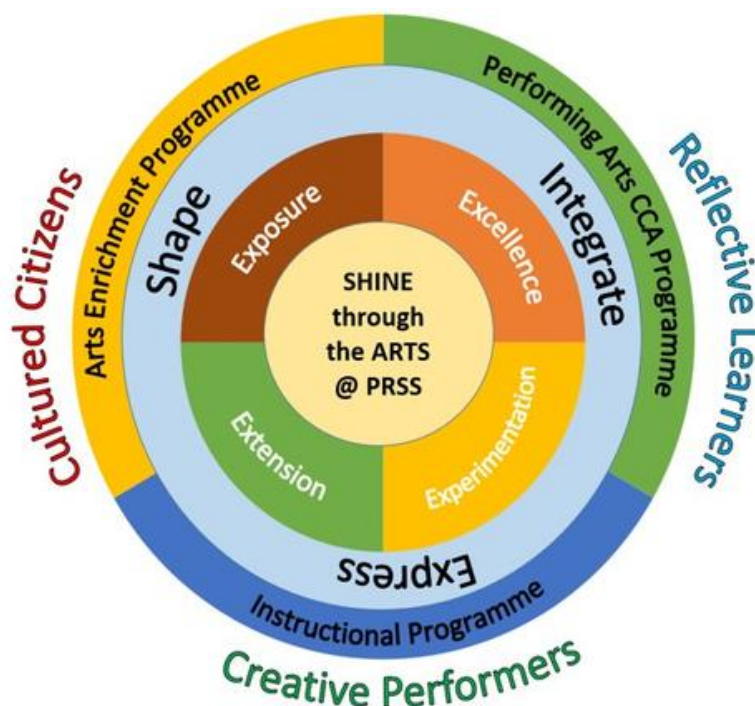 SHINE
through
the ARTS
@ PRSS
Exposure
Excellence
Experimentation
Extension
Shape
Integrate
Express
Arts Enrichment Programme
Performing Arts CCA Programme
Instructional Programme
Cultured Citizens
Reflective Learners
Creative Performers